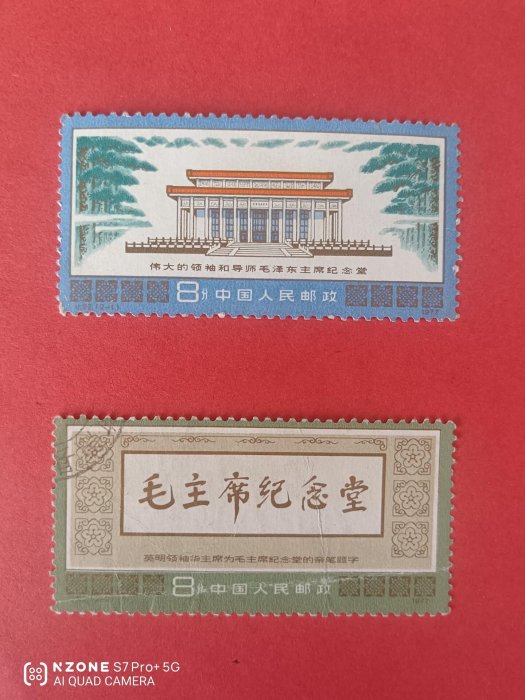 伟大的领袖和导师毛泽东主席纪念堂
8分 中国人民邮政
1977
毛主席纪念堂
英明领袖华主席为毛主席纪念堂的亲笔题字
8分 中国人民邮政
1977
NZONE S7 Pro+ 5G
AI QUAD CAMERA